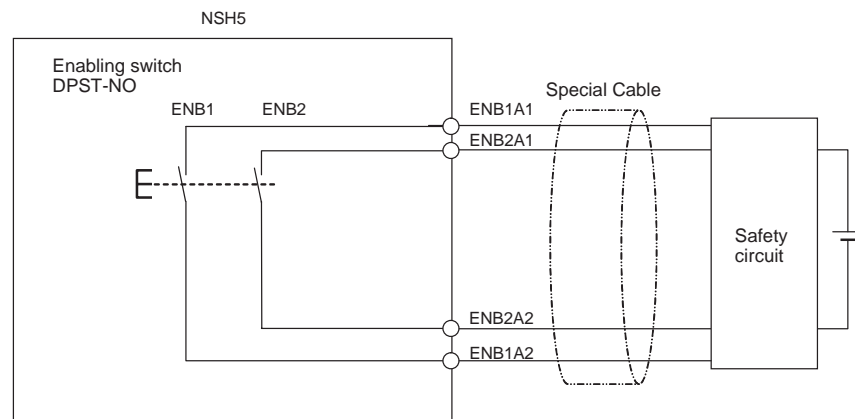 NSH5
Enabling switch
DPST-NO
ENB1
ENB2
ENB1A1
Special Cable
ENB2A1
Safety
circuit
ENB2A2
ENB1A2